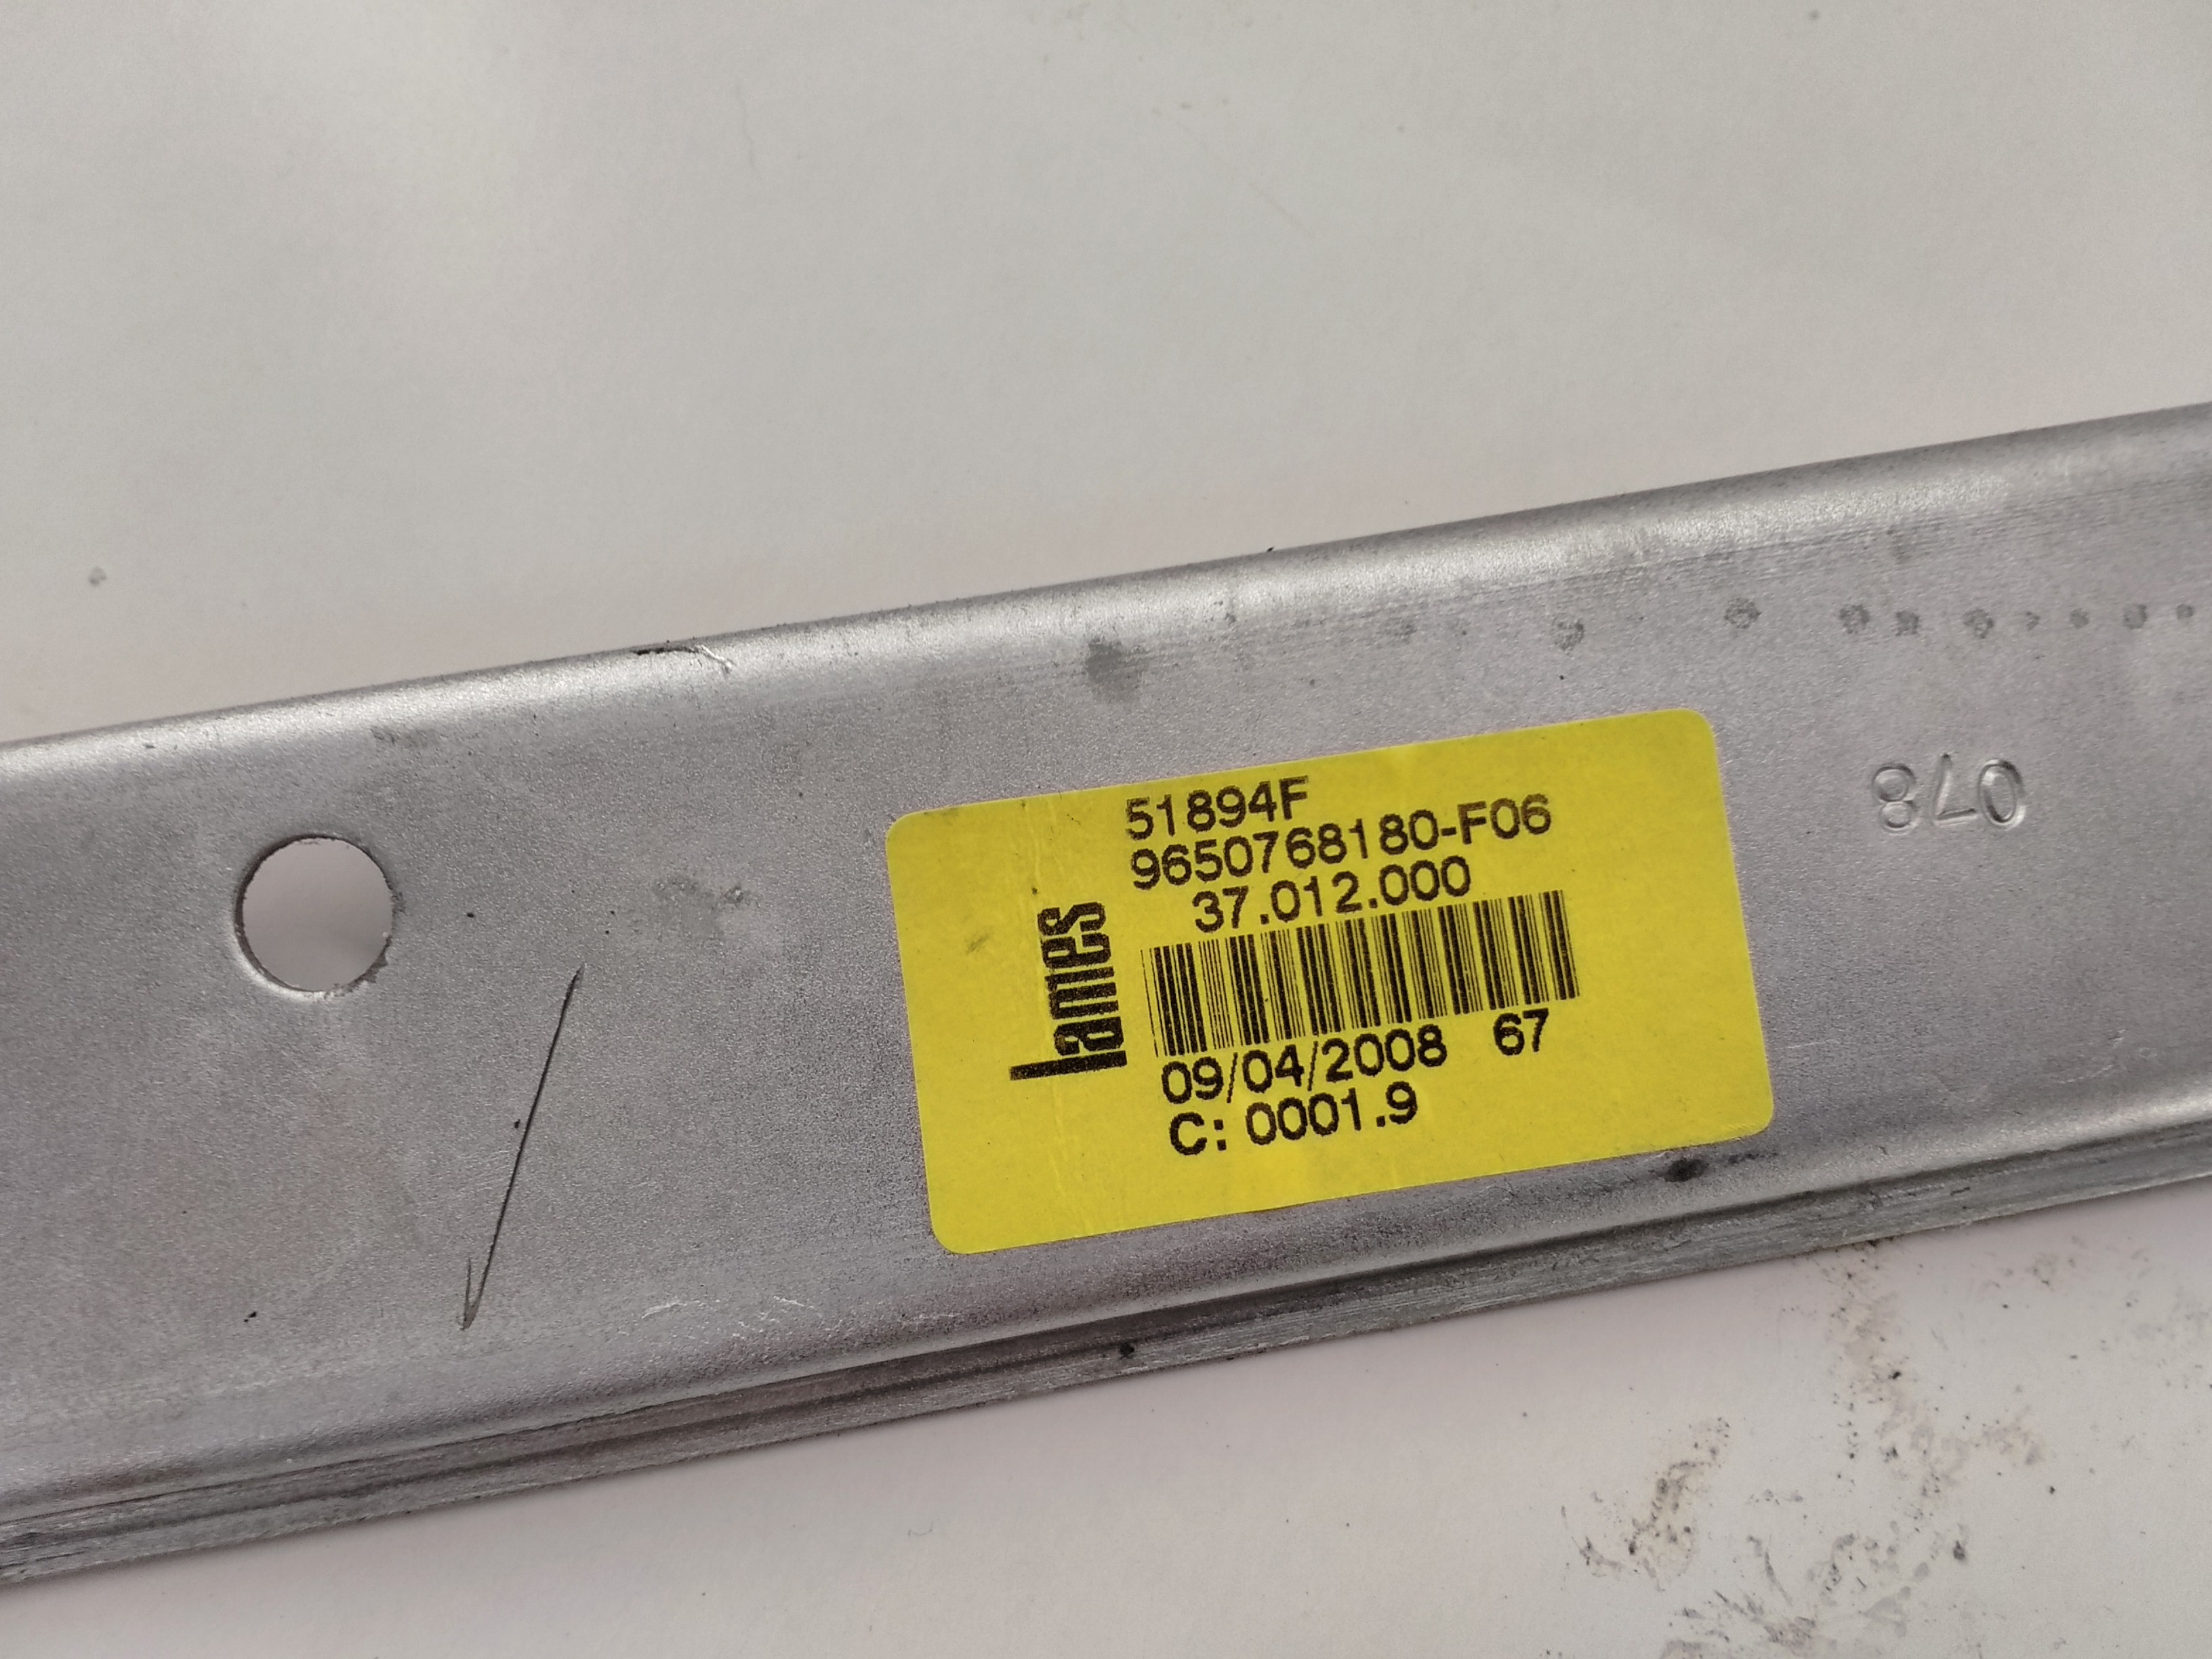 51894F
9650768180-F06
37.012.000
lames
09/04/2008 67
C: 0001.9
078